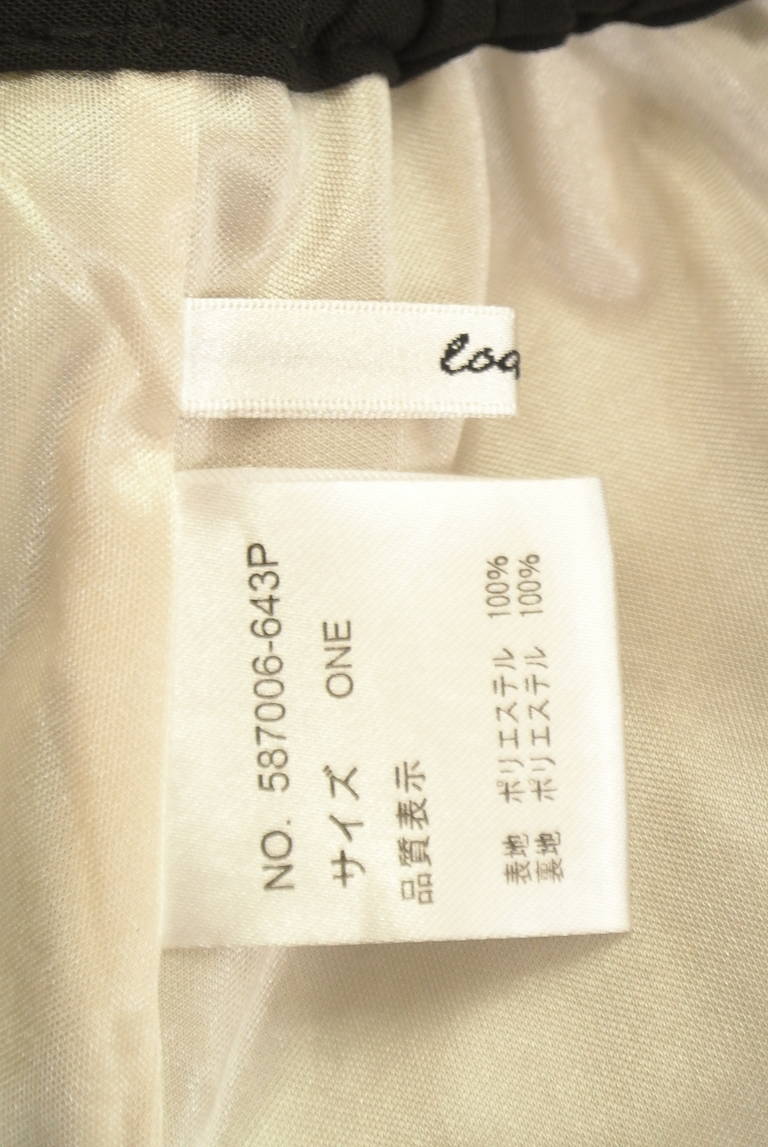 loa
NO. 587006-643P
サイズ ONE
品質表示
表地 ポリエステル 100%
裏地 ポリエステル 100%